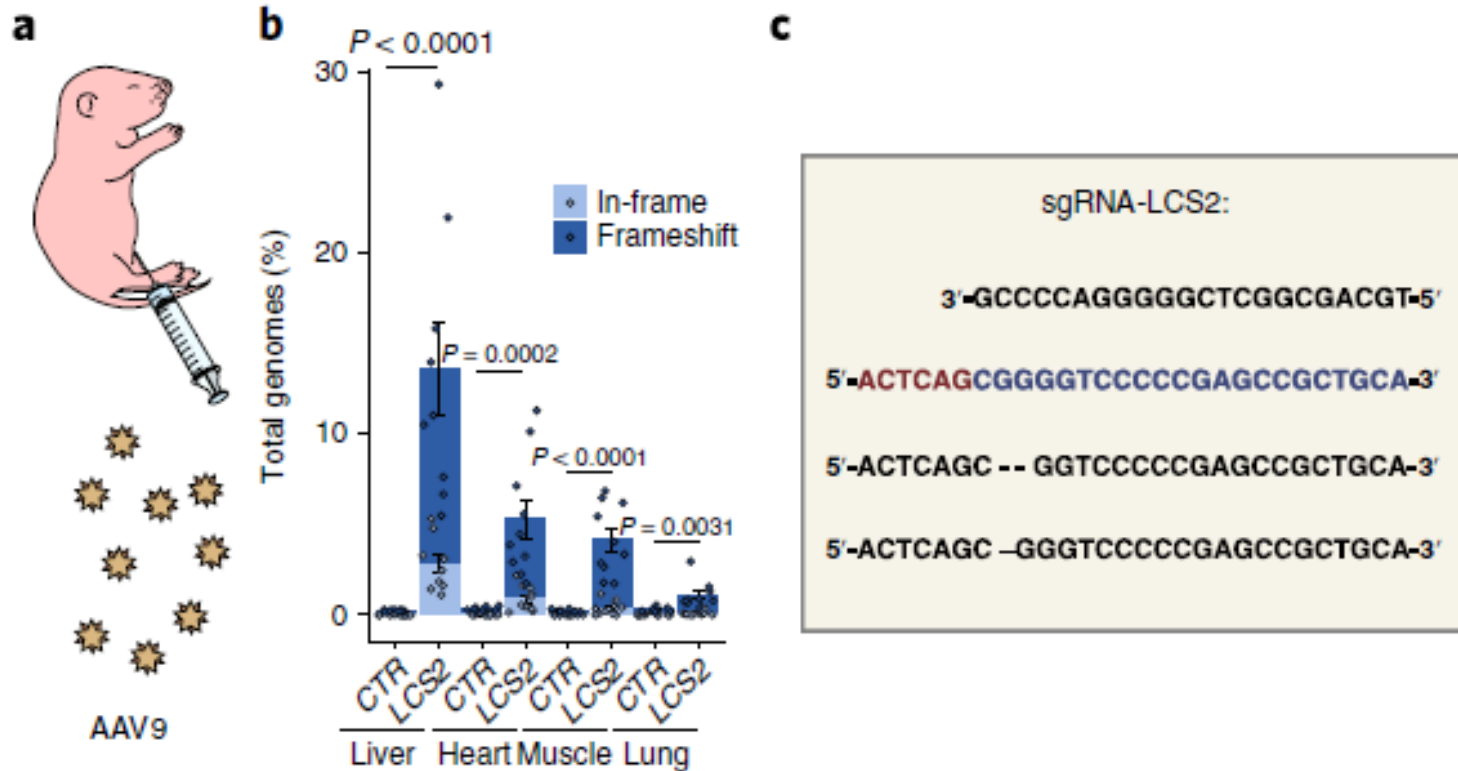 a
AAV9
b
P < 0.0001
30
20
10
0
Total genomes (%)
In-frame
Frameshift
P = 0.0002
P < 0.0001
P = 0.0031
CTR LCS2 CTR LCS2 CTR LCS2 CTR LCS2
Liver Heart Muscle Lung
c
sgRNA-LCS2:
3′-GCCCCAGGGGGCTCGGCGACGT-5′
5′-ACTCAGCGGGGTCCCCCGAGCCGCTGCA-3′
5′-ACTCAGC -- GGTCCCCCGAGCCGCTGCA-3′
5′-ACTCAGC –GGGTCCCCCGAGCCGCTGCA-3′